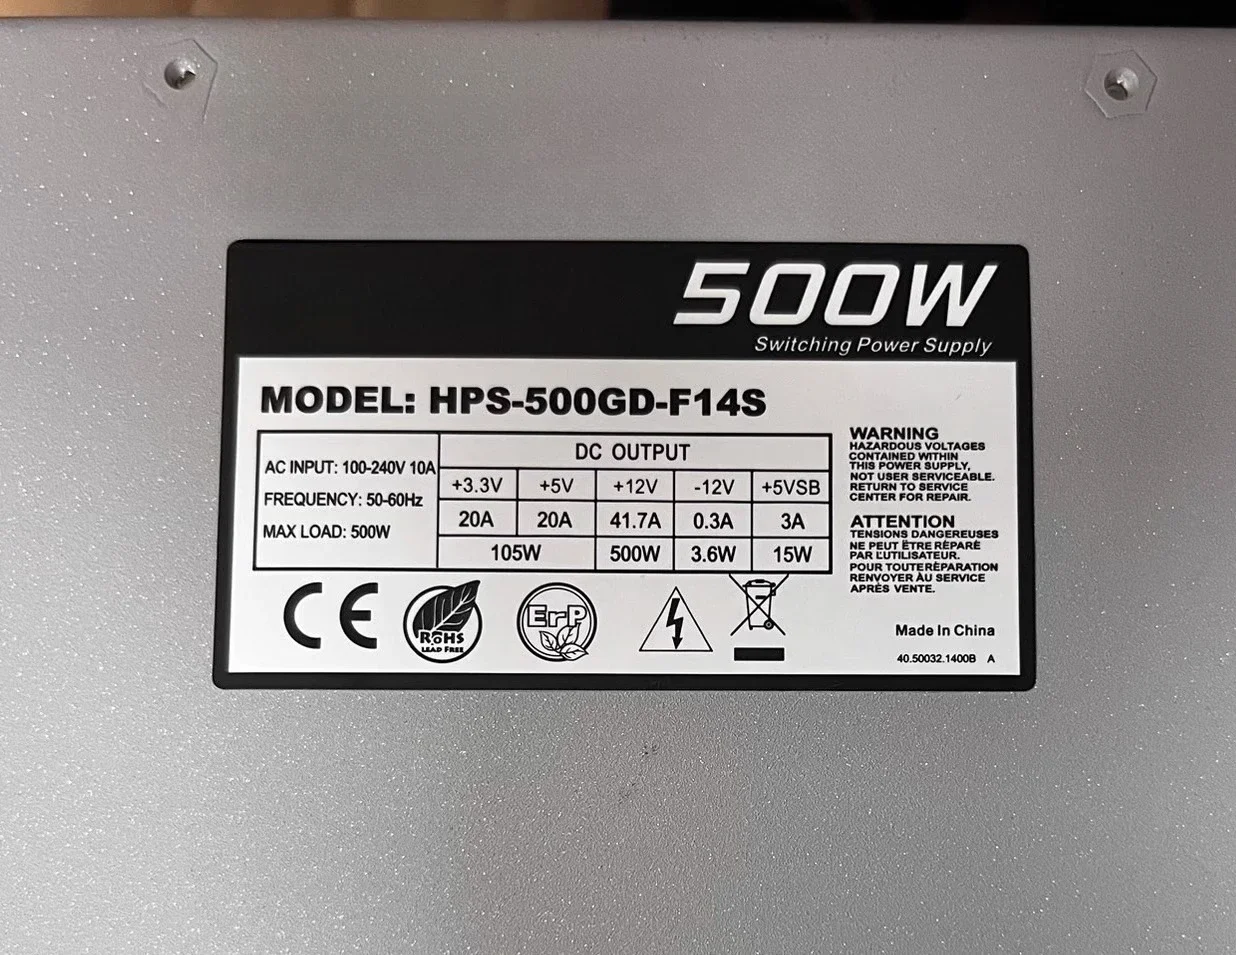 500W
Switching Power Supply
MODEL: HPS-500GD-F14S
AC INPUT: 100-240V 10A
FREQUENCY: 50-60Hz
MAX LOAD: 500W
DC OUTPUT
+3.3V +5V +12V -12V +5VSB
20A 20A 41.7A 0.3A 3A
105W 500W 3.6W 15W
WARNING
HAZARDOUS VOLTAGES
CONTAINED WITHIN
THIS POWER SUPPLY,
NOT USER SERVICEABLE.
RETURN TO SERVICE
CENTER FOR REPAIR.
ATTENTION
TENSIONS DANGEREUSES
NE PEUT ÊTRE RÉPARÉ
PAR L'UTILISATEUR.
POUR TOUTE RÉPARATION
RENVOYER AU SERVICE
APRÈS VENTE.
CE
RoHS
LEAD FREE
ErP
Made In China
40.50032.1400B A